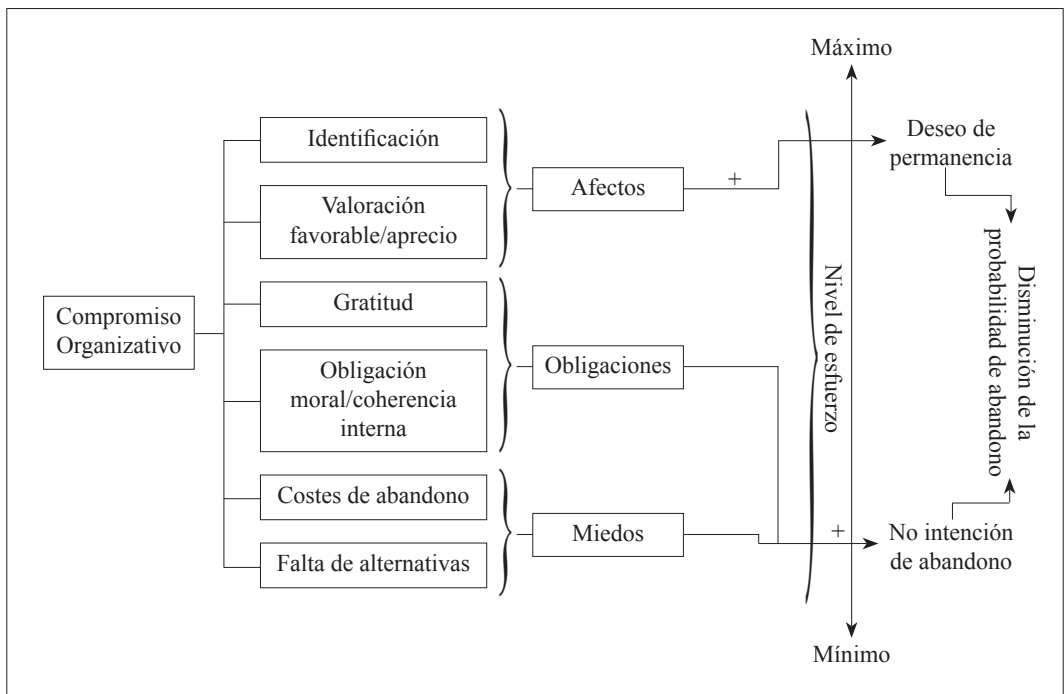 Máximo
Identificación
Deseo de
permanencia
Afectos
+
Valoración
favorable/aprecio
Gratitud
Compromiso
Organizativo
Obligaciones
Obligación
moral/coherencia
interna
Nivel de esfuerzo
Disminución de la
probabilidad de abandono
Costes de abandono
Miedos
+
No intención
de abandono
Falta de alternativas
Mínimo